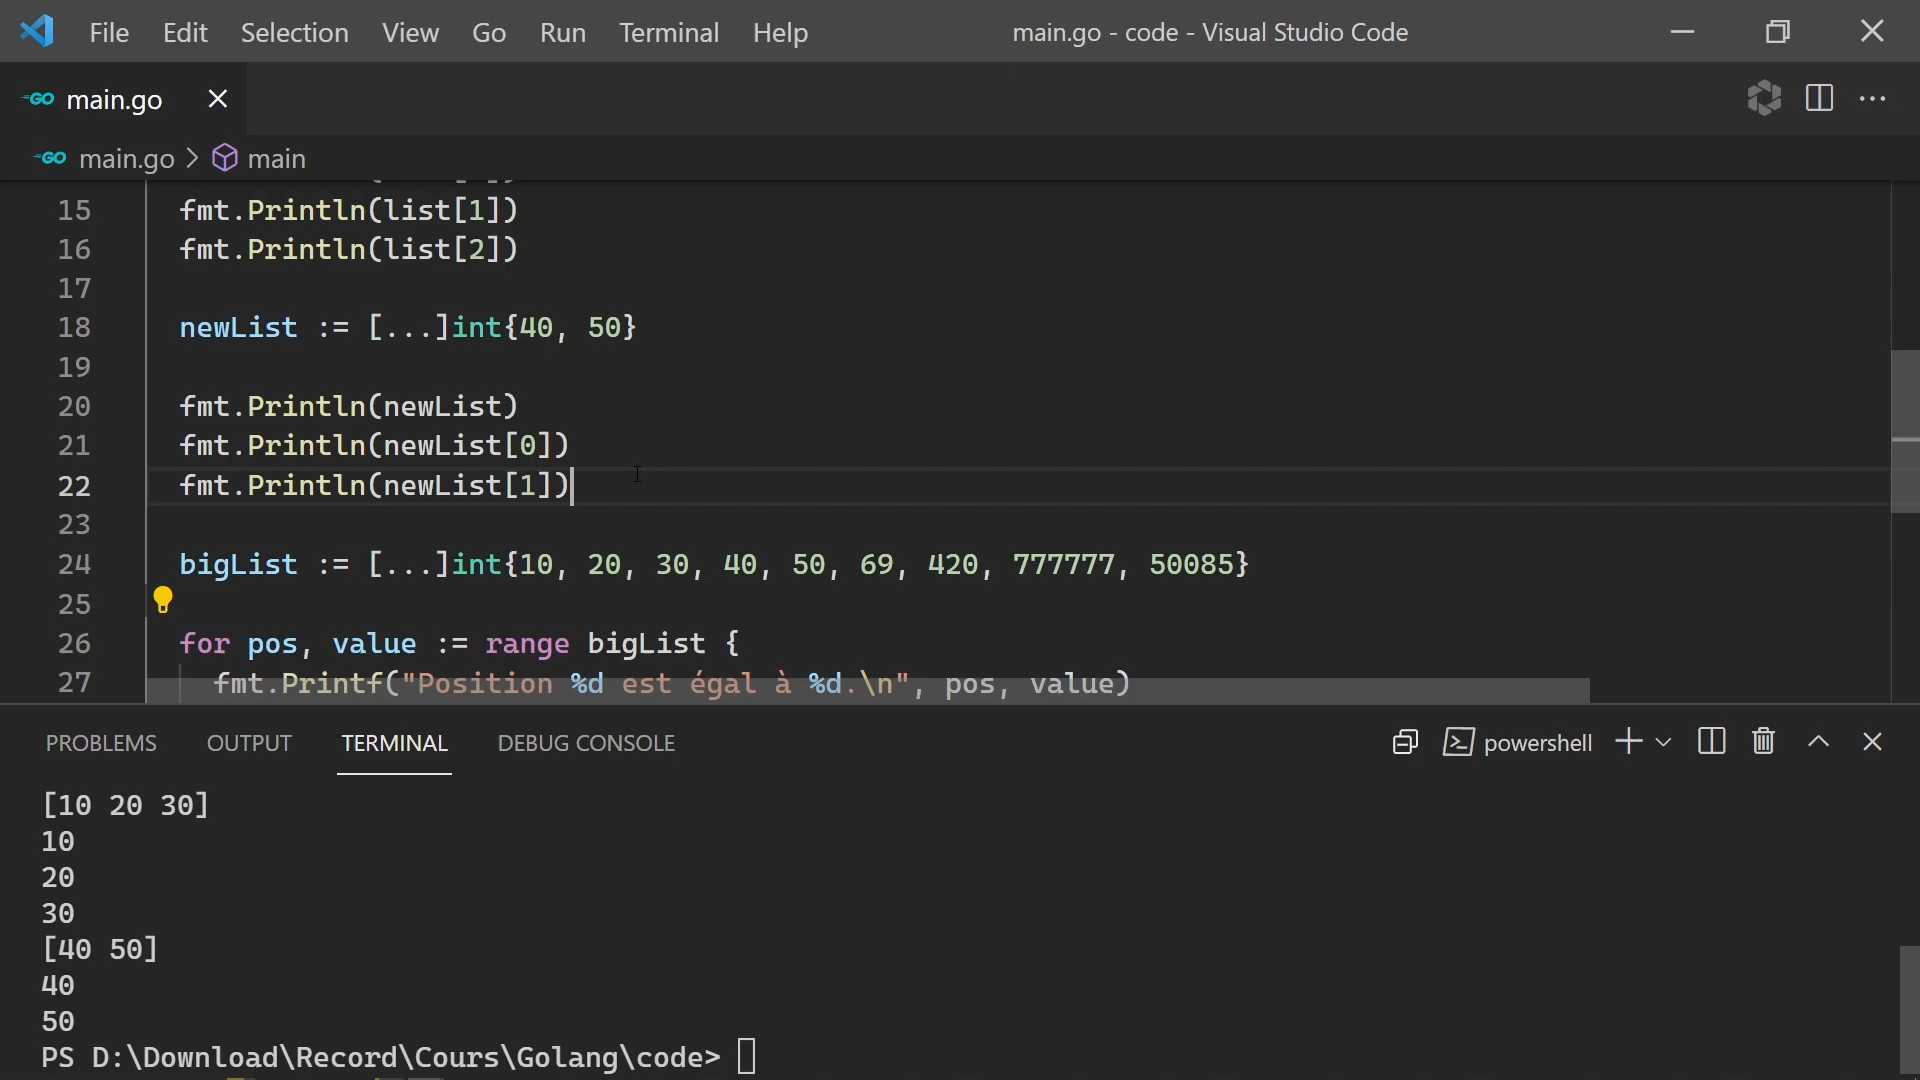 File Edit Selection View Go Run Terminal Help main.go - code - Visual Studio Code
GO main.go
GO main.go > main
15 fmt.Println(list[1])
16 fmt.Println(list[2])
17
18 newList := [...]int{40, 50}
19
20 fmt.Println(newList)
21 fmt.Println(newList[0])
22 fmt.Println(newList[1])
23
24 bigList := [...]int{10, 20, 30, 40, 50, 69, 420, 777777, 50085}
25
26 for pos, value := range bigList {
27 fmt.Printf("Position %d est égal à %d.\n", pos, value)
PROBLEMS OUTPUT TERMINAL DEBUG CONSOLE powershell
[10 20 30]
10
20
30
[40 50]
40
50
PS D:\Download\Record\Cours\Golang\code>